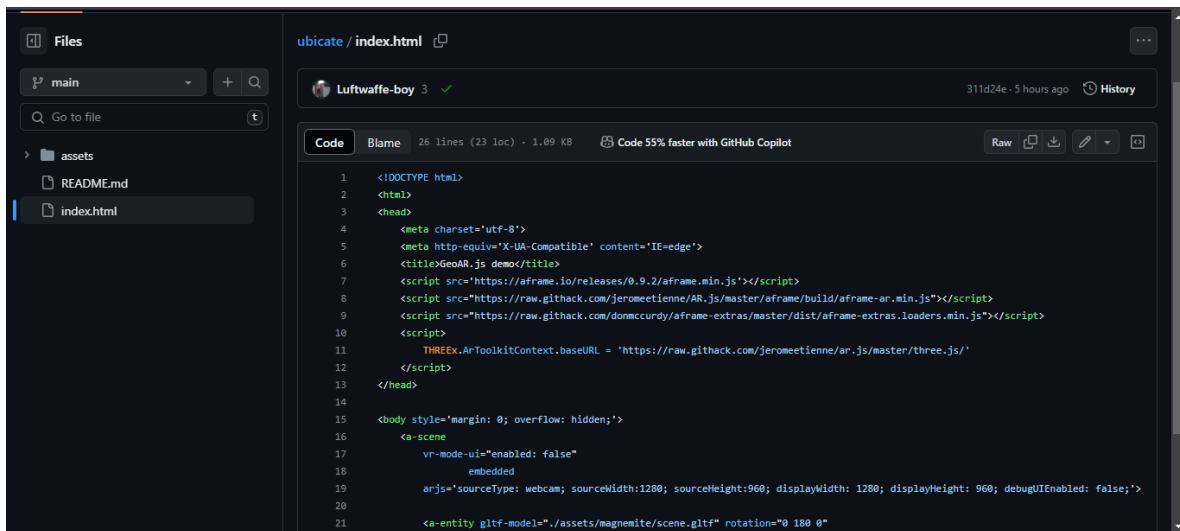 Files
main
Go to file
t
assets
README.md
index.html
ubicate / index.html
Luftwaffe-boy 3
311d24e · 5 hours ago
History
Code
Blame
26 lines (23 loc) · 1.09 KB
Code 55% faster with GitHub Copilot
Raw
1 <!DOCTYPE html>
2 <html>
3 <head>
4 <meta charset='utf-8'>
5 <meta http-equiv='X-UA-Compatible' content='IE=edge'>
6 <title>GeoAR.js demo</title>
7 <script src='https://aframe.io/releases/0.9.2/aframe.min.js'></script>
8 <script src="https://raw.githack.com/jeromeetienne/AR.js/master/aframe/build/aframe-ar.min.js"></script>
9 <script src="https://raw.githack.com/donmccurdy/aframe-extras/master/dist/aframe-extras.loaders.min.js"></script>
10 <script>
11 THREEx.ArToolkitContext.baseURL = 'https://raw.githack.com/jeromeetienne/ar.js/master/three.js/'
12 </script>
13 </head>
14
15 <body style='margin: 0; overflow: hidden;'>
16 <a-scene
17 vr-mode-ui="enabled: false"
18 embedded
19 arjs='sourceType: webcam; sourceWidth:1280; sourceHeight:960; displayWidth: 1280; displayHeight: 960; debugUIEnabled: false;'>
20
21 <a-entity gltf-model="./assets/magnemite/scene.gltf" rotation="0 180 0"